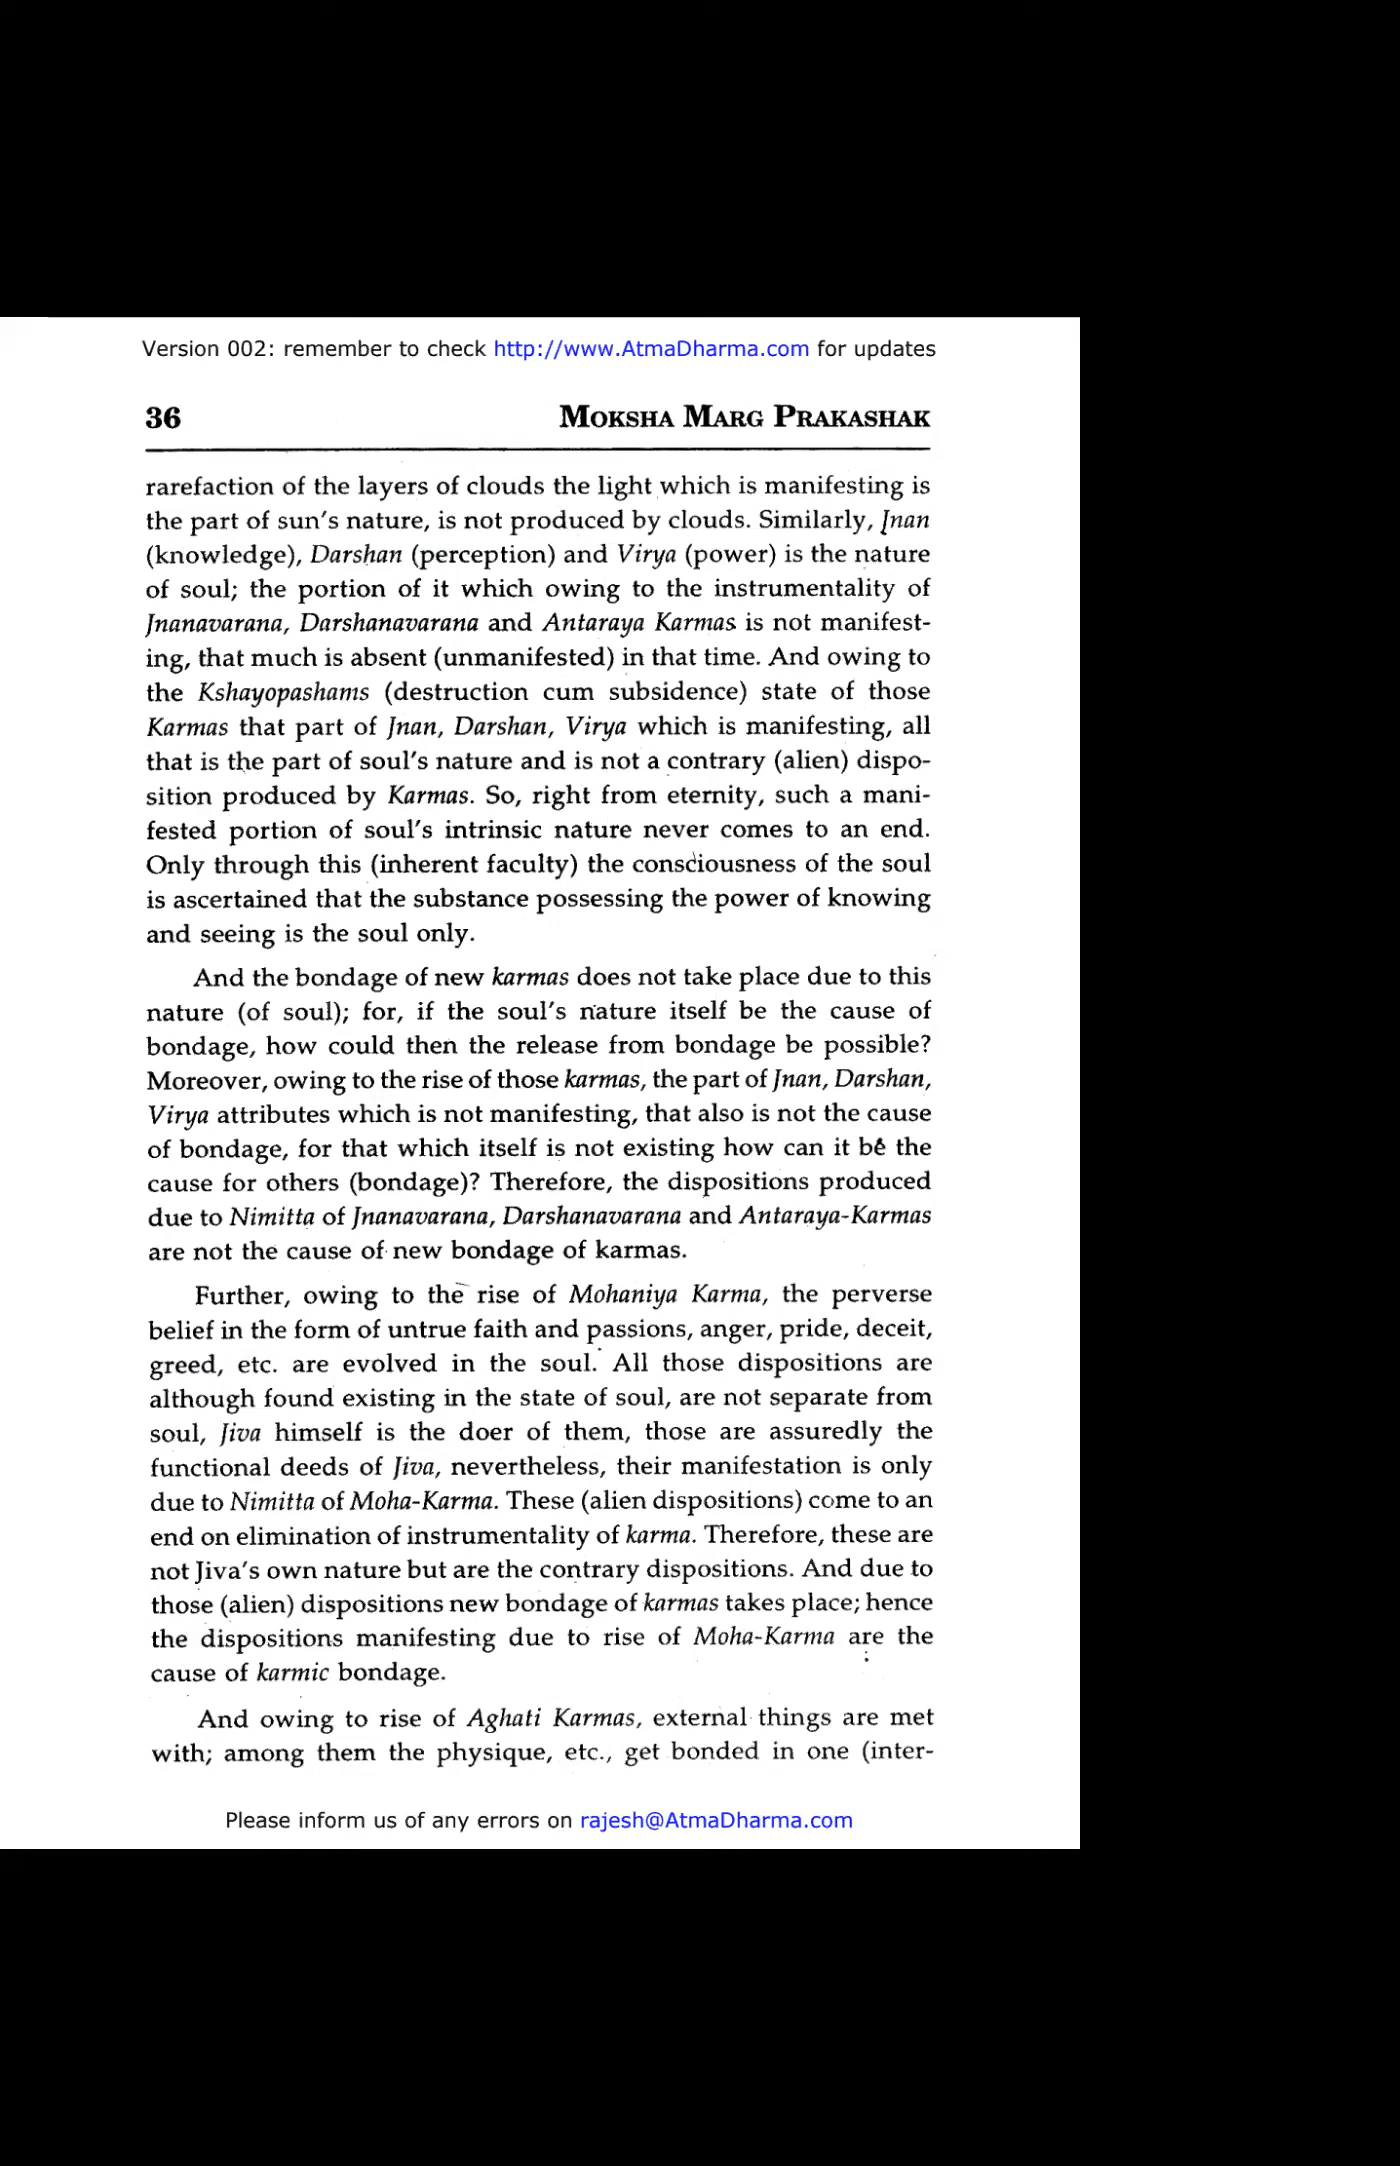 Version 002: remember to check http://www.AtmaDharma.com for updates
36 MOKSHA MARG PRAKASHAK
rarefaction of the layers of clouds the light which is manifesting is
the part of sun's nature, is not produced by clouds. Similarly, Jnan
(knowledge), Darshan (perception) and Virya (power) is the nature
of soul; the portion of it which owing to the instrumentality of
Jnanavarana, Darshanavarana and Antaraya Karmas is not manifest-
ing, that much is absent (unmanifested) in that time. And owing to
the Kshayopashams (destruction cum subsidence) state of those
Karmas that part of Jnan, Darshan, Virya which is manifesting, all
that is the part of soul's nature and is not a contrary (alien) dispo-
sition produced by Karmas. So, right from eternity, such a mani-
fested portion of soul's intrinsic nature never comes to an end.
Only through this (inherent faculty) the consciousness of the soul
is ascertained that the substance possessing the power of knowing
and seeing is the soul only.
And the bondage of new karmas does not take place due to this
nature (of soul); for, if the soul's nature itself be the cause of
bondage, how could then the release from bondage be possible?
Moreover, owing to the rise of those karmas, the part of Jnan, Darshan,
Virya attributes which is not manifesting, that also is not the cause
of bondage, for that which itself is not existing how can it be the
cause for others (bondage)? Therefore, the dispositions produced
due to Nimitta of Jnanavarana, Darshanavarana and Antaraya-Karmas
are not the cause of new bondage of karmas.
Further, owing to the rise of Mohaniya Karma, the perverse
belief in the form of untrue faith and passions, anger, pride, deceit,
greed, etc. are evolved in the soul. All those dispositions are
although found existing in the state of soul, are not separate from
soul, Jiva himself is the doer of them, those are assuredly the
functional deeds of Jiva, nevertheless, their manifestation is only
due to Nimitta of Moha-Karma. These (alien dispositions) come to an
end on elimination of instrumentality of karma. Therefore, these are
not Jiva's own nature but are the contrary dispositions. And due to
those (alien) dispositions new bondage of karmas takes place; hence
the dispositions manifesting due to rise of Moha-Karma are the
cause of karmic bondage.
And owing to rise of Aghati Karmas, external things are met
with; among them the physique, etc., get bonded in one (inter-
Please inform us of any errors on rajesh@AtmaDharma.com